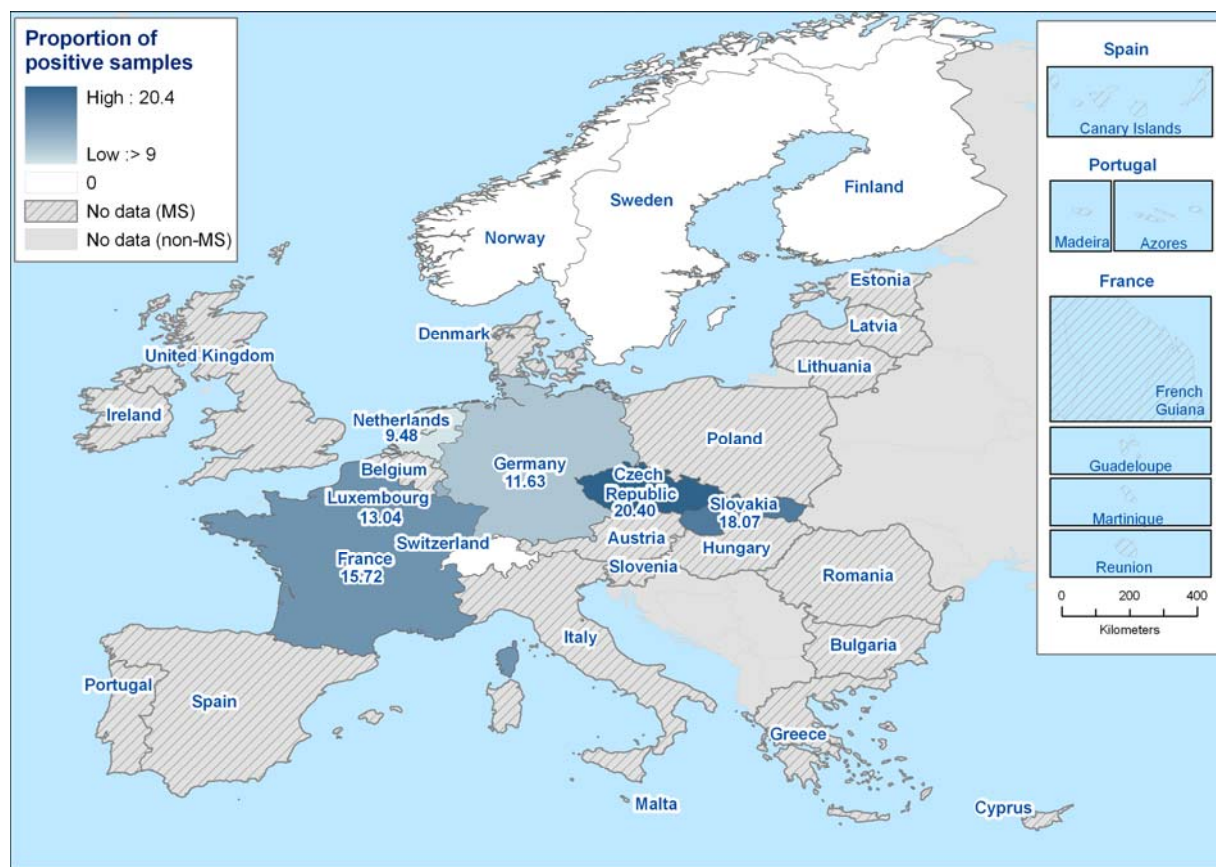 Proportion of
positive samples
High : 20.4
Low :> 9
0
No data (MS)
No data (non-MS)
Spain
Canary Islands
Portugal
Madeira
Azores
France
French
Guiana
Guadeloupe
Martinique
Reunion
0 200 400
Kilometers
Finland
Sweden
Norway
Estonia
Latvia
Lithuania
Denmark
United Kingdom
Ireland
Netherlands
9.48
Poland
Belgium
Germany
11.63
Czech
Republic
20.40
Luxembourg
13.04
Slovakia
18.07
Austria
Switzerland
Hungary
France
15.72
Slovenia
Romania
Italy
Bulgaria
Portugal
Spain
Greece
Malta
Cyprus